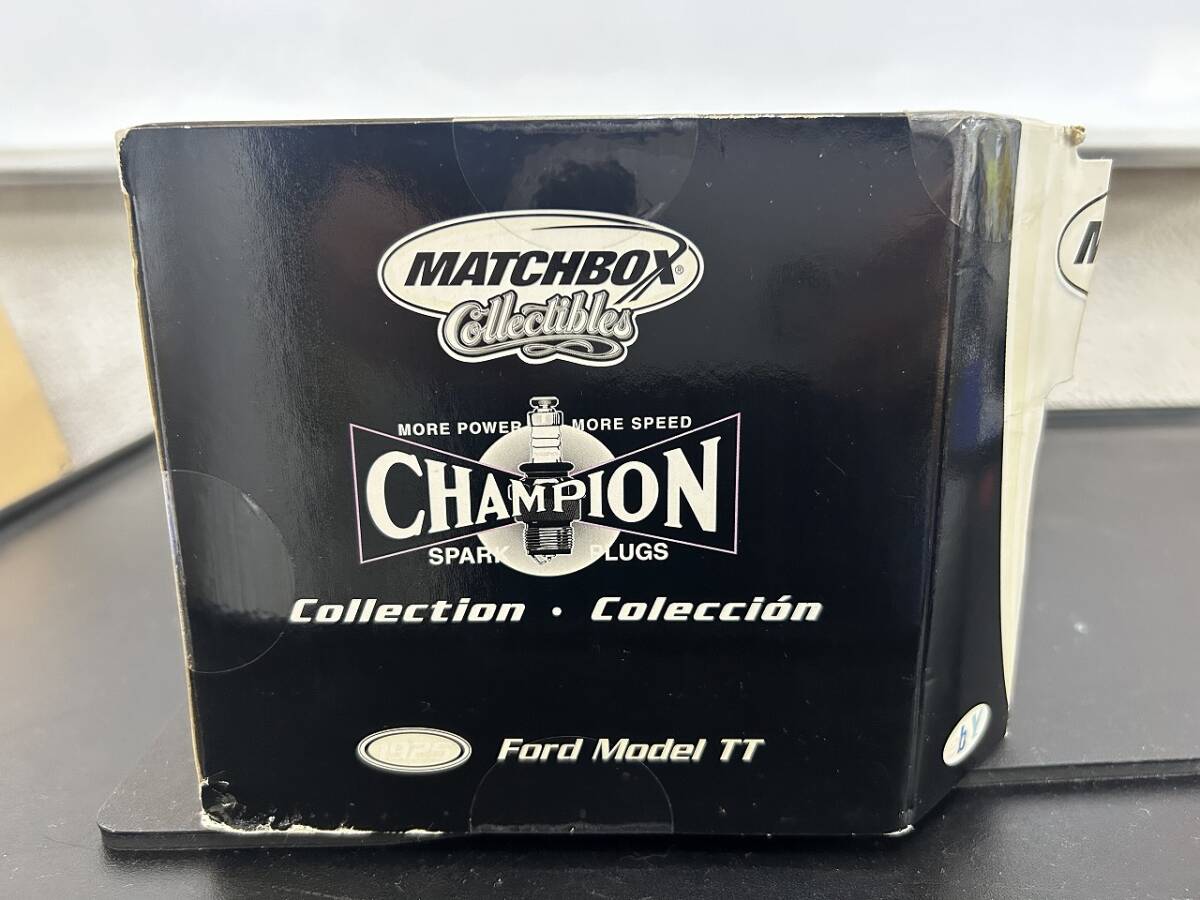 MATCHBOX®
Collectibles
MORE POWER MORE SPEED
CHAMPION
SPARK PLUGS
Collection · Colección
1925 Ford Model TT
M